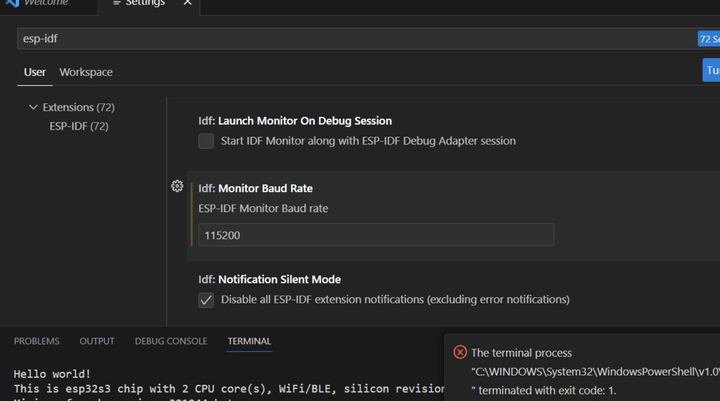 Welcome
Settings
esp-idf
72 Se
User
Workspace
Tu
Extensions (72)
ESP-IDF (72)
Idf: Launch Monitor On Debug Session
Start IDF Monitor along with ESP-IDF Debug Adapter session
Idf: Monitor Baud Rate
ESP-IDF Monitor Baud rate
115200
Idf: Notification Silent Mode
Disable all ESP-IDF extension notifications (excluding error notifications)
PROBLEMS
OUTPUT
DEBUG CONSOLE
TERMINAL
Hello world!
This is esp32s3 chip with 2 CPU core(s), WiFi/BLE, silicon revision
The terminal process
"C:\WINDOWS\System32\WindowsPowerShell\v1.0\
" terminated with exit code: 1.